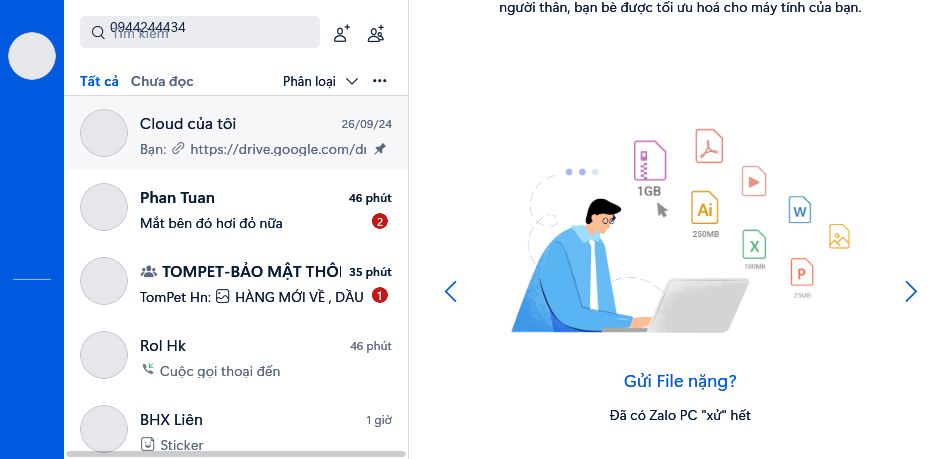 người thân, bạn bè được tối ưu hoá cho máy tính của bạn.
0944244434
Tìm kiếm
Tất cả Chưa đọc Phân loại
Cloud của tôi 26/09/24
Bạn: https://drive.google.com/dr
Phan Tuan 46 phút
Mắt bên đó hơi đỏ nữa 2
TOMPET-BẢO MẬT THÔI 35 phút
TomPet Hn: HÀNG MỚI VỀ , DẦU 1
Rol Hk 46 phút
Cuộc gọi thoại đến
BHX Liên 1 giờ
Sticker
1GB
Ai
250MB
W
X
100MB
P
25MB
Gửi File nặng?
Đã có Zalo PC "xử" hết